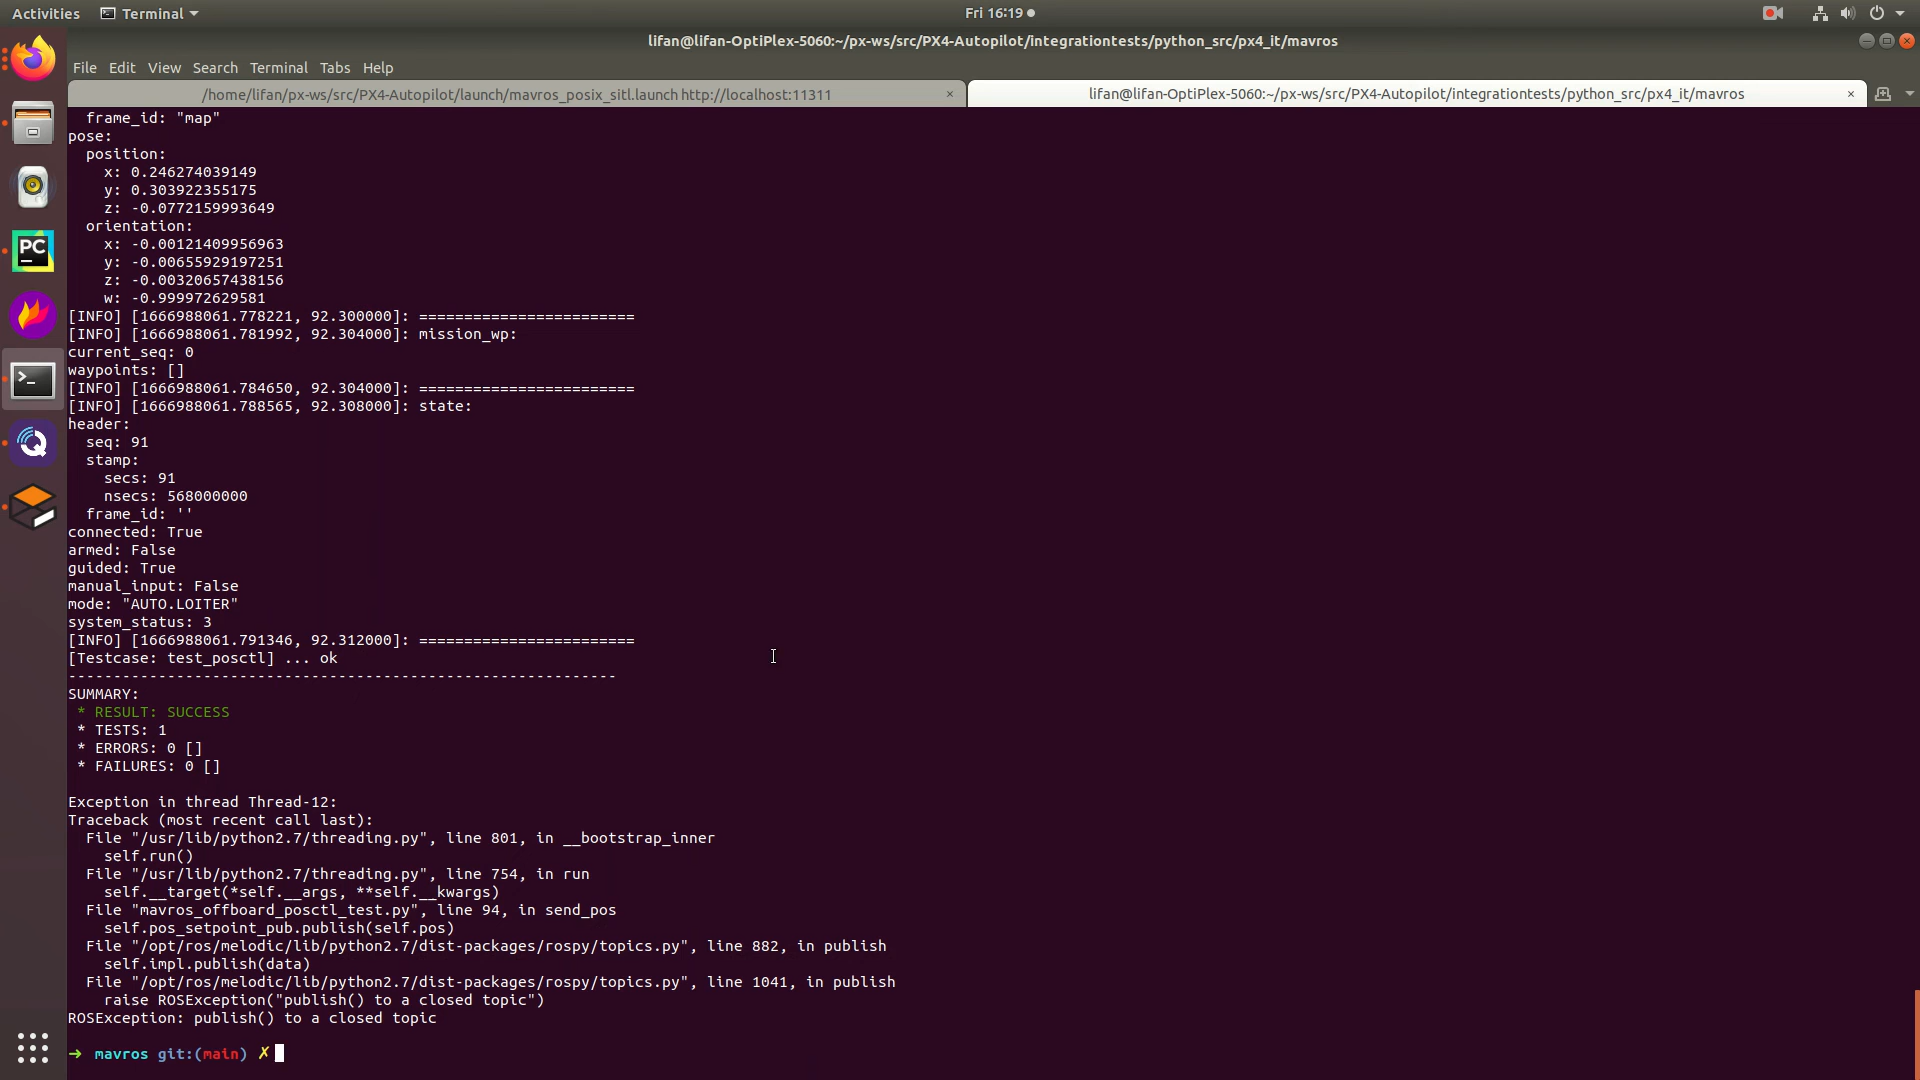 Activities
Terminal
Fri 16:19
lifan@lifan-OptiPlex-5060:~/px-ws/src/PX4-Autopilot/integrationtests/python_src/px4_it/mavros
File Edit View Search Terminal Tabs Help
/home/lifan/px-ws/src/PX4-Autopilot/launch/mavros_posix_sitl.launch http://localhost:11311
lifan@lifan-OptiPlex-5060:~/px-ws/src/PX4-Autopilot/integrationtests/python_src/px4_it/mavros
frame_id: "map"
pose:
position:
x: 0.246274039149
y: 0.303922355175
z: -0.0772159993649
orientation:
x: -0.00121409956963
y: -0.00655929197251
z: -0.00320657438156
w: -0.999972629581
[INFO] [1666988061.778221, 92.300000]: ========================
[INFO] [1666988061.781992, 92.304000]: mission_wp:
current_seq: 0
waypoints: []
[INFO] [1666988061.784650, 92.304000]: ========================
[INFO] [1666988061.788565, 92.308000]: state:
header:
seq: 91
stamp:
secs: 91
nsecs: 568000000
frame_id: ''
connected: True
armed: False
guided: True
manual_input: False
mode: "AUTO.LOITER"
system_status: 3
[INFO] [1666988061.791346, 92.312000]: ========================
[Testcase: test_posctl] ... ok
-------------------------------------------------------------
SUMMARY:
* RESULT: SUCCESS
* TESTS: 1
* ERRORS: 0 []
* FAILURES: 0 []
Exception in thread Thread-12:
Traceback (most recent call last):
File "/usr/lib/python2.7/threading.py", line 801, in __bootstrap_inner
self.run()
File "/usr/lib/python2.7/threading.py", line 754, in run
self.__target(*self.__args, **self.__kwargs)
File "mavros_offboard_posctl_test.py", line 94, in send_pos
self.pos_setpoint_pub.publish(self.pos)
File "/opt/ros/melodic/lib/python2.7/dist-packages/rospy/topics.py", line 882, in publish
self.impl.publish(data)
File "/opt/ros/melodic/lib/python2.7/dist-packages/rospy/topics.py", line 1041, in publish
raise ROSException("publish() to a closed topic")
ROSException: publish() to a closed topic
➜ mavros git:(main) ✗
PC